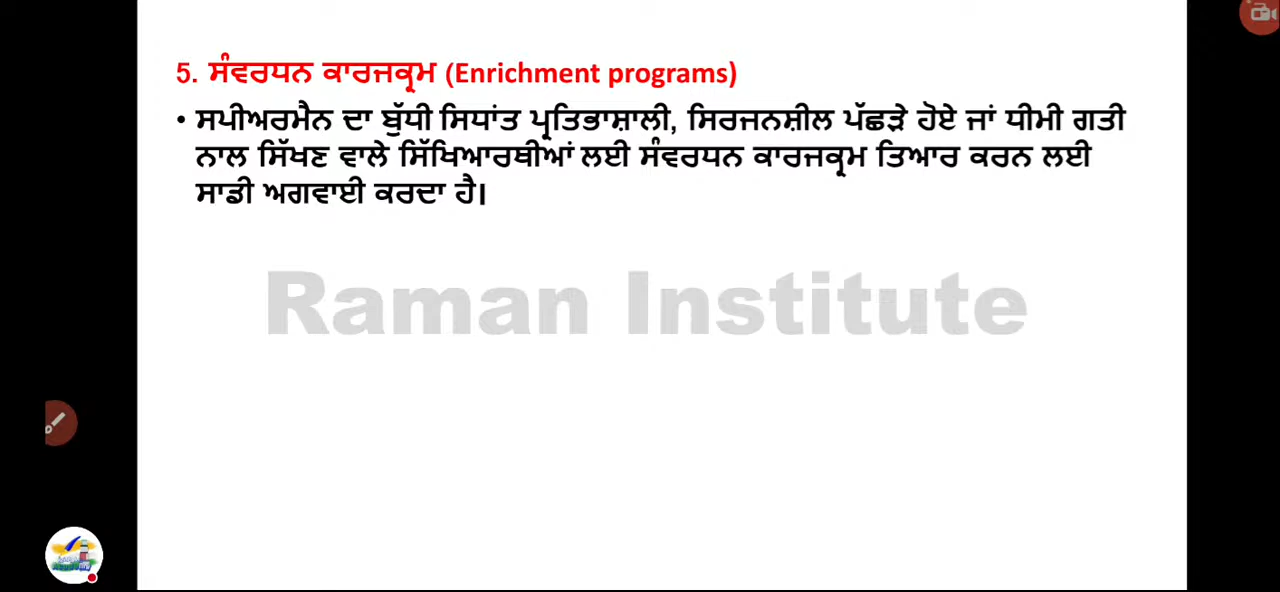 5. ਸੰਵਰਧਨ ਕਾਰਜਕ੍ਰਮ (Enrichment programs)
• ਸਪੀਅਰਮੈਨ ਦਾ ਬੁੱਧੀ ਸਿਧਾਂਤ ਪ੍ਰਤਿਭਾਸ਼ਾਲੀ, ਸਿਰਜਨਸ਼ੀਲ ਪੱਛੜੇ ਹੋਏ ਜਾਂ ਧੀਮੀ ਗਤੀ
ਨਾਲ ਸਿੱਖਣ ਵਾਲੇ ਸਿੱਖਿਆਰਥੀਆਂ ਲਈ ਸੰਵਰਧਨ ਕਾਰਜਕ੍ਰਮ ਤਿਆਰ ਕਰਨ ਲਈ
ਸਾਡੀ ਅਗਵਾਈ ਕਰਦਾ ਹੈ।
Raman Institute